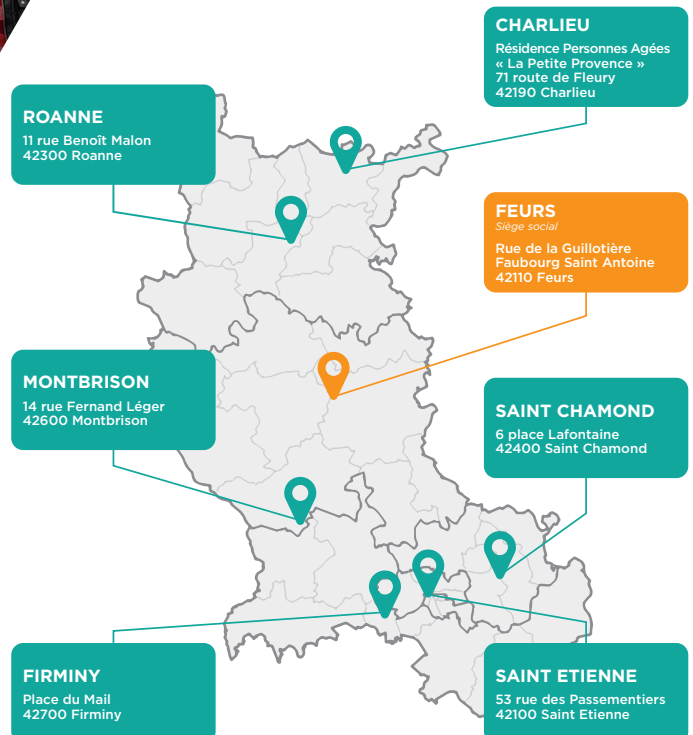 CHARLIEU
Résidence Personnes Agées
« La Petite Provence »
71 route de Fleury
42190 Charlieu
ROANNE
11 rue Benoît Malon
42300 Roanne
FEURS
Siège social
Rue de la Guillotière
Faubourg Saint Antoine
42110 Feurs
MONTBRISON
14 rue Fernand Léger
42600 Montbrison
SAINT CHAMOND
6 place Lafontaine
42400 Saint Chamond
FIRMINY
Place du Mail
42700 Firminy
SAINT ETIENNE
53 rue des Passementiers
42100 Saint Etienne